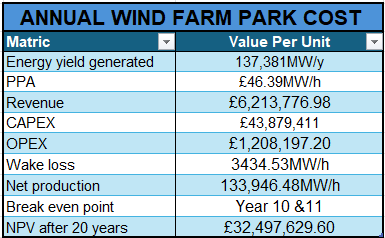 ANNUAL WIND FARM PARK COST
Matric Value Per Unit
Energy yield generated 137,381MW/y
PPA £46.39MW/h
Revenue £6,213,776.98
CAPEX £43,879,411
OPEX £1,208,197.20
Wake loss 3434.53MW/h
Net production 133,946.48MW/h
Break even point Year 10 &11
NPV after 20 years £32,497,629.60